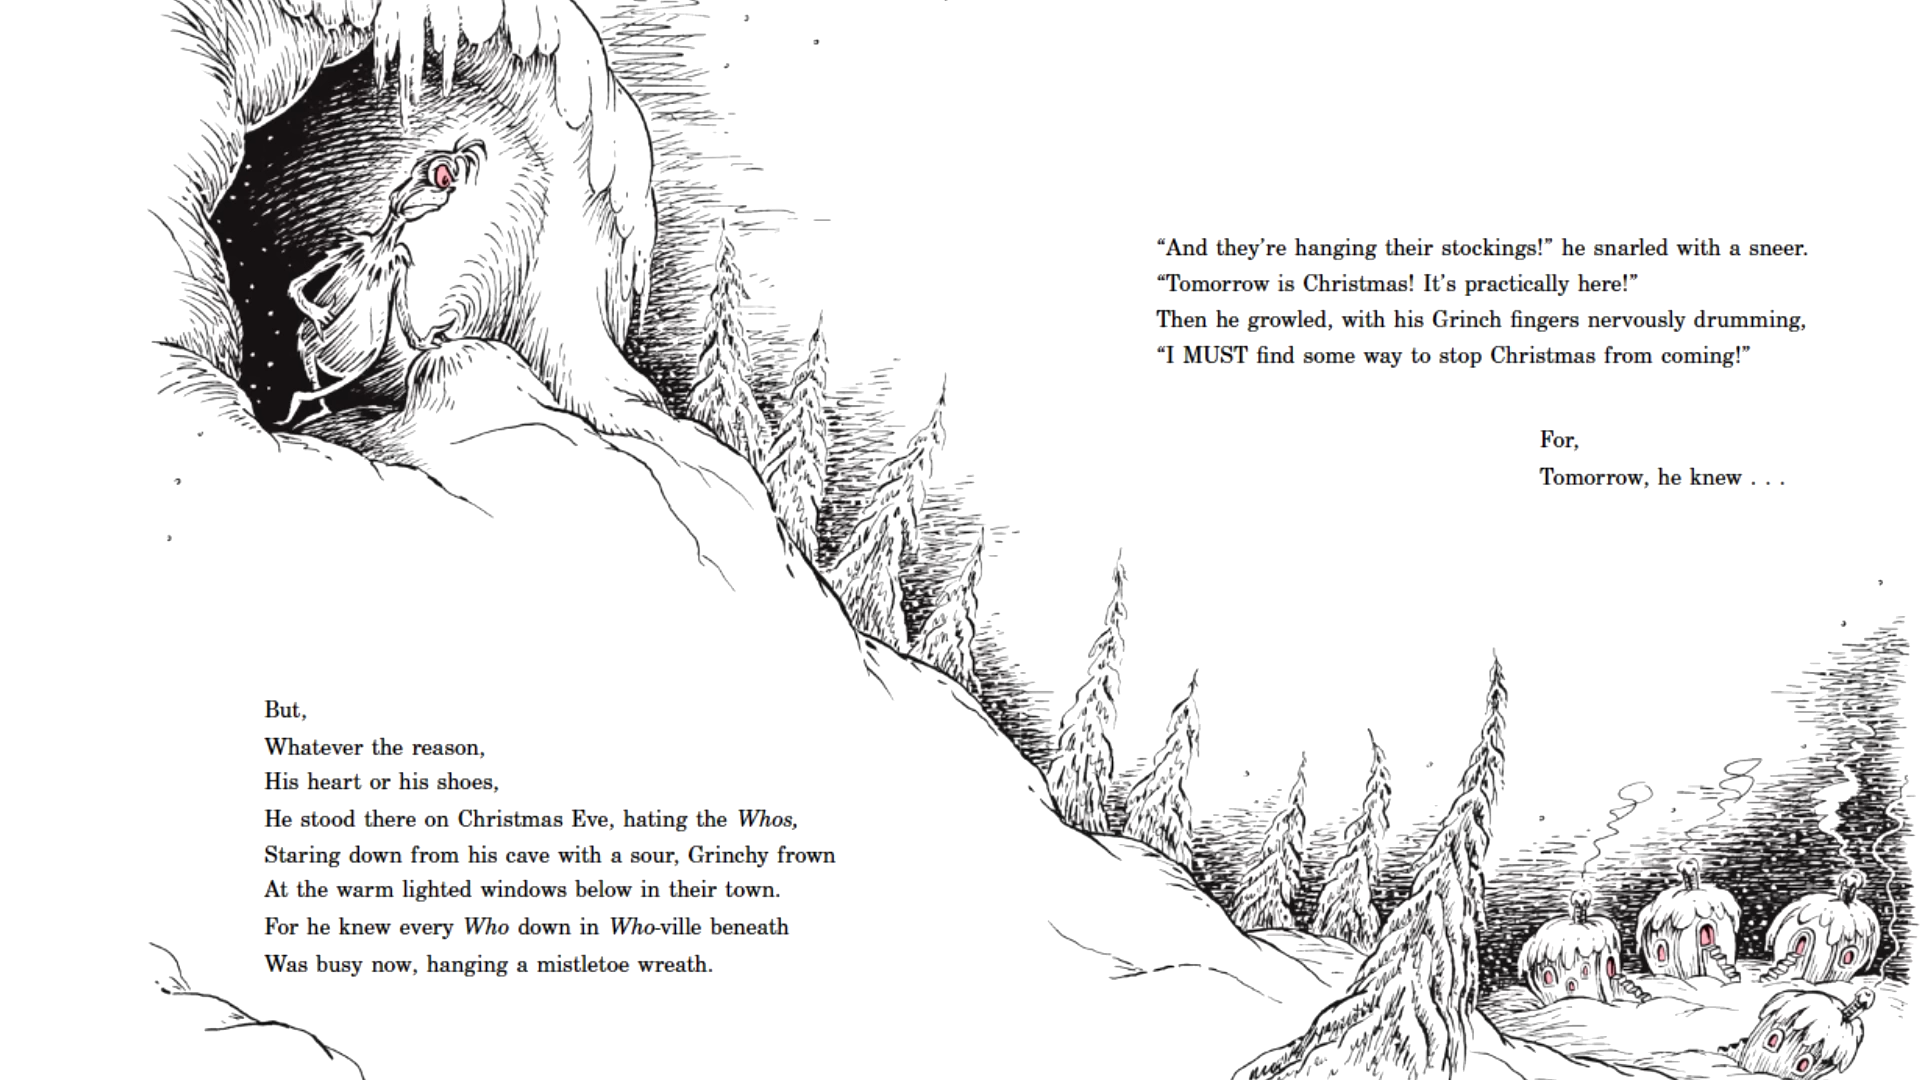 But,
Whatever the reason,
His heart or his shoes,
He stood there on Christmas Eve, hating the Whos,
Staring down from his cave with a sour, Grinchy frown
At the warm lighted windows below in their town.
For he knew every Who down in Who-ville beneath
Was busy now, hanging a mistletoe wreath.
“And they’re hanging their stockings!” he snarled with a sneer.
“Tomorrow is Christmas! It’s practically here!”
Then he growled, with his Grinch fingers nervously drumming,
“I MUST find some way to stop Christmas from coming!”
For,
Tomorrow, he knew . . .